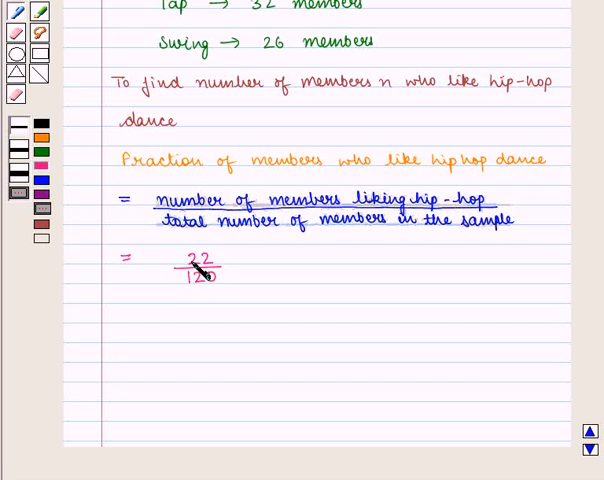 Tap → 32 members
Swing → 26 members
To find number of members n who like hip-hop
dance
Fraction of members who like hip hop dance
= number of members liking hip-hop
total number of members in the sample
= 22
120